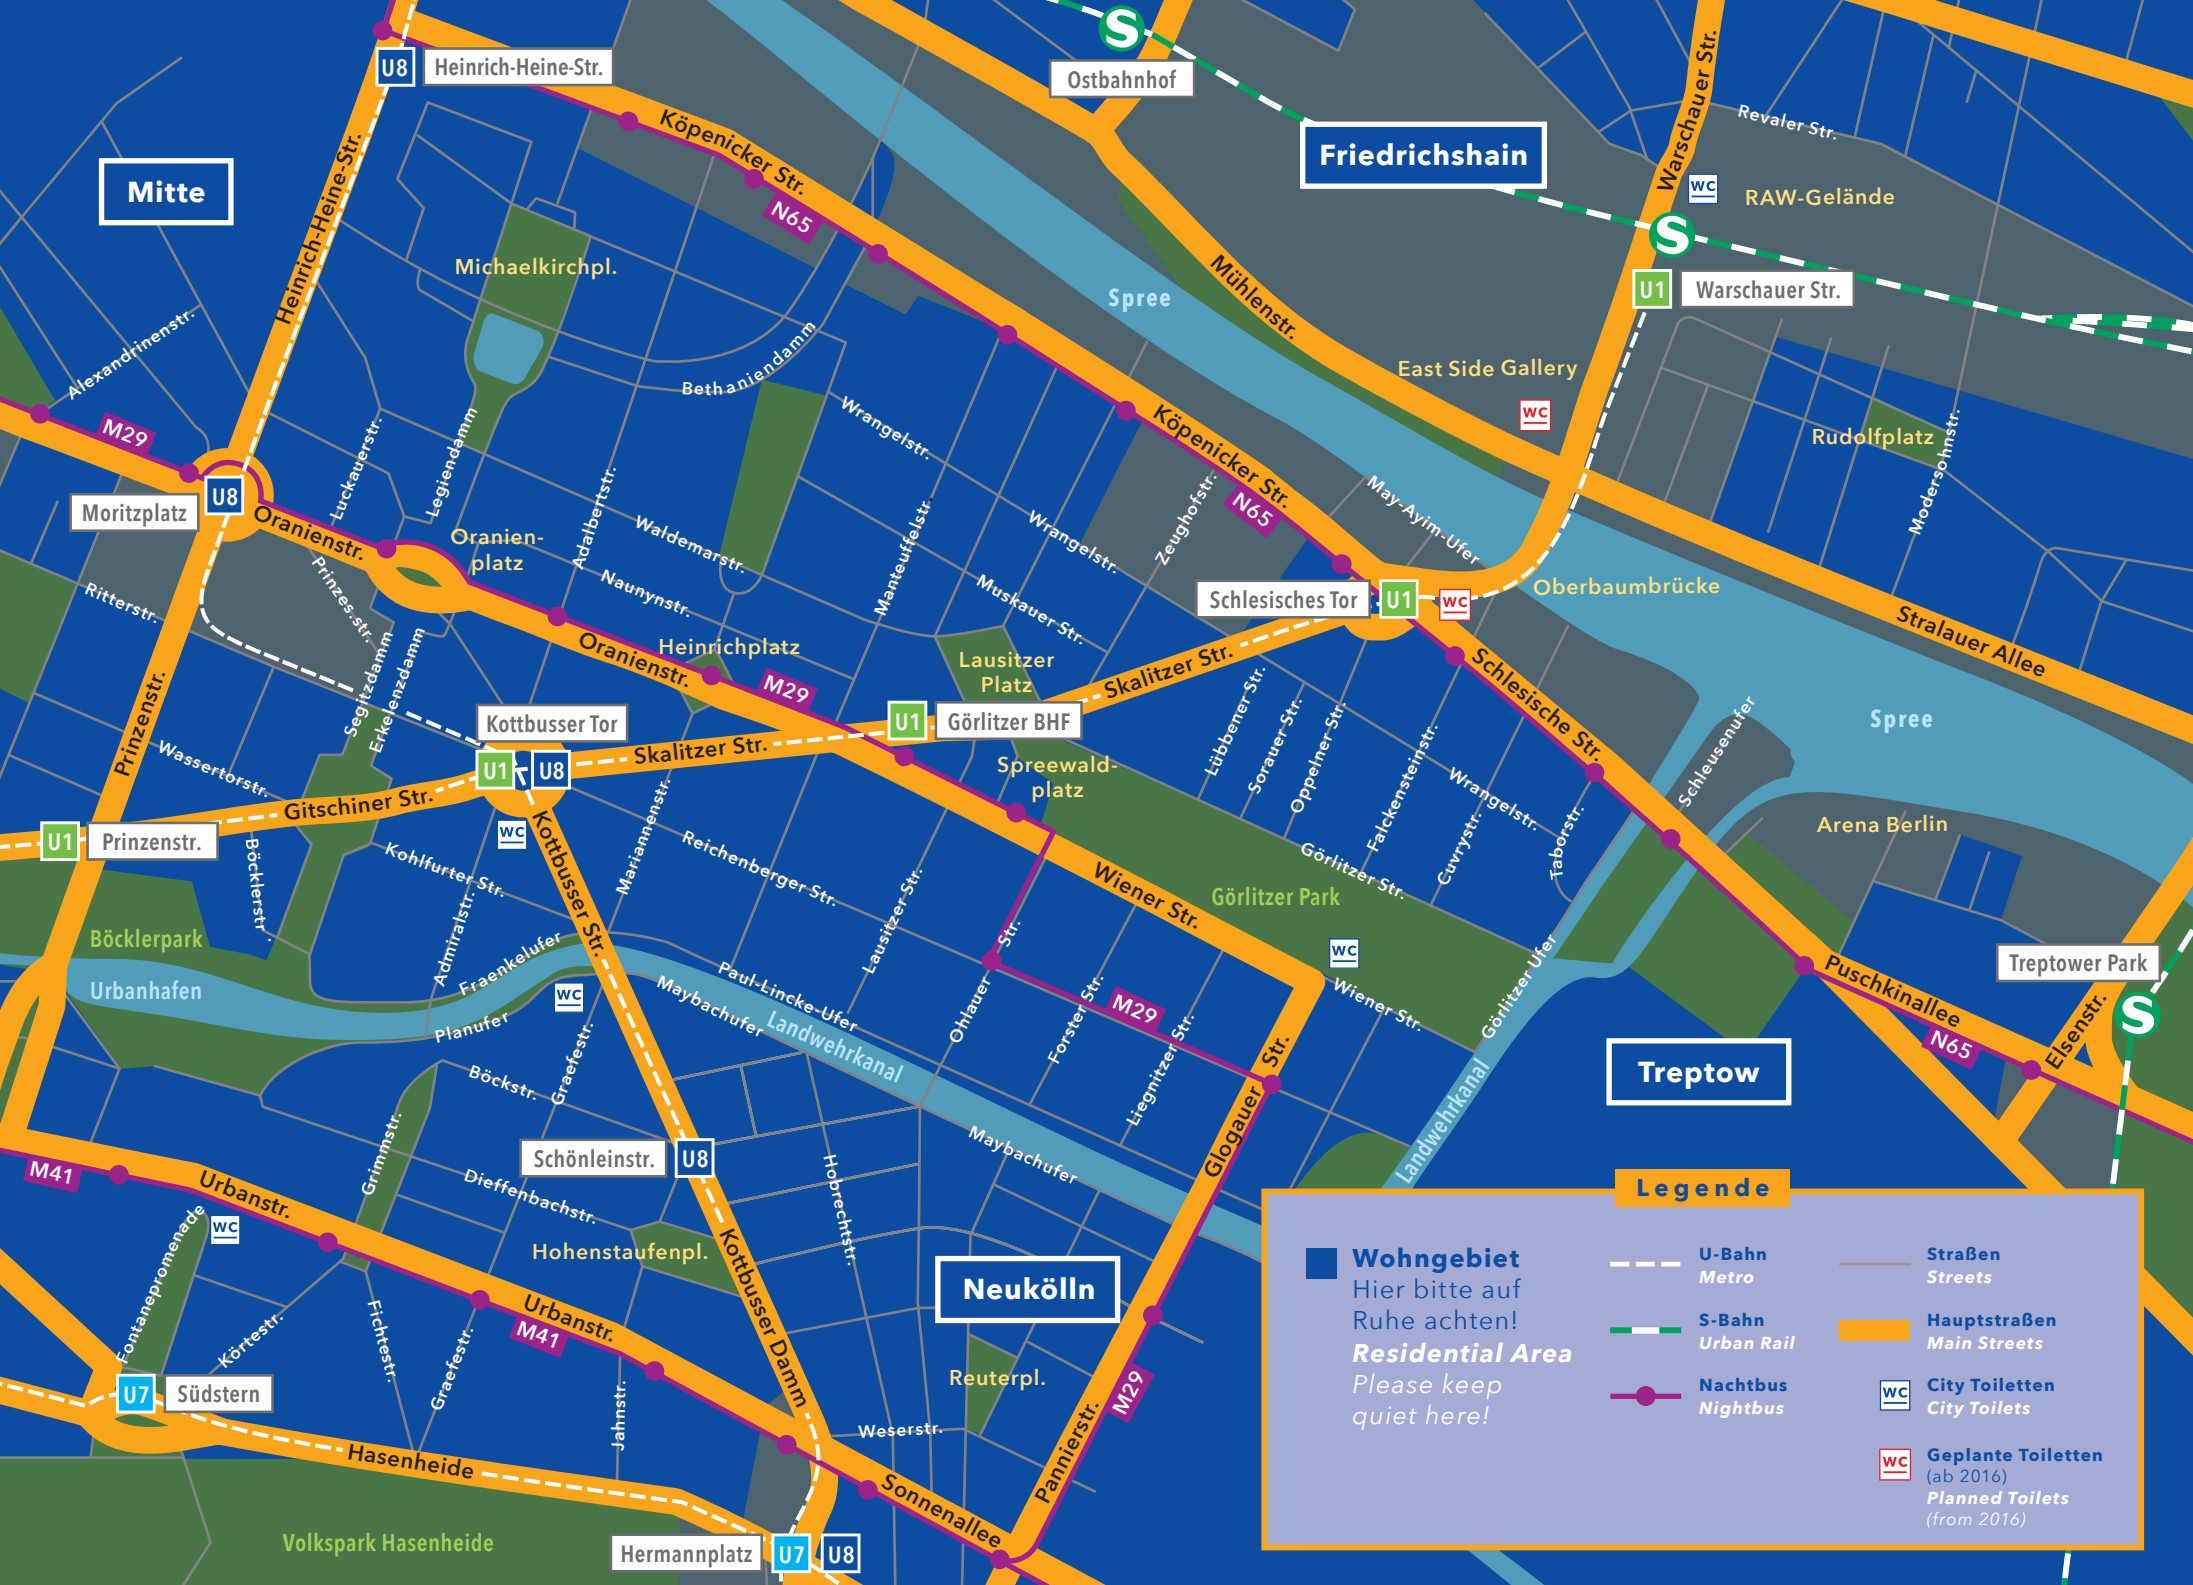 S
Ostbahnhof
U8
Heinrich-Heine-Str.
Köpenicker Str.
N65
Friedrichshain
Warschauer Str.
Revaler Str.
WC
RAW-Gelände
S
U1
Warschauer Str.
Mitte
Heinrich-Heine-Str.
Michaelkirchpl.
Spree
Mühlenstr.
Alexandrinenstr.
Bethaniendamm
East Side Gallery
WC
Rudolfplatz
Modersohnstr.
M29
Moritzplatz
U8
Luckauerstr.
Legiendamm
Wrangelstr.
Köpenicker Str.
N65
Zeughofstr.
May-Ayim-Ufer
Oranienstr.
Oranien-
platz
Adalbertstr.
Waldemarstr.
Naunynstr.
Manteuffelstr.
Wrangelstr.
Muskauer Str.
Schlesisches Tor
U1
WC
Oberbaumbrücke
Stralauer Allee
Ritterstr.
Prinzes.str.
Prinzenstr.
Segitzdamm
Erkelenzdamm
Oranienstr.
Heinrichplatz
M29
Lausitzer
Platz
Skalitzer Str.
Schlesische Str.
Spree
Kottbusser Tor
U1
U8
Skalitzer Str.
U1
Görlitzer BHF
Spreewald-
platz
Lübbener Str.
Sorauer Str.
Oppelner Str.
Falckensteinstr.
Wrangelstr.
Cuvrystr.
Taborstr.
Schleusenufer
Wassertorstr.
Gitschiner Str.
U1
Prinzenstr.
WC
Böcklerstr.
Kohlfurter Str.
Kottbusser Str.
Mariannenstr.
Reichenberger Str.
Lausitzer Str.
Wiener Str.
Görlitzer Str.
Görlitzer Park
Arena Berlin
Böcklerpark
Urbanhafen
Admiralstr.
Fraenkelufer
Planufer
WC
Paul-Lincke-Ufer
Maybachufer
Landwehrkanal
Ohlauer Str.
Forster Str.
M29
Liegnitzer Str.
WC
Wiener Str.
Görlitzer Ufer
Puschkinallee
N65
Treptower Park
S
Elsenstr.
Treptow
Landwehrkanal
Graefestr.
Böckstr.
Grimmstr.
Schönleinstr.
U8
Dieffenbachstr.
Hobrechtstr.
Maybachufer
Glogauer Str.
M41
Urbanstr.
WC
Fontanepromenade
Hohenstaufenpl.
Kottbusser Damm
Neukölln
Körtestr.
Fichtestr.
Graefestr.
Urbanstr.
M41
Jahnstr.
Reuterpl.
Weserstr.
M29
Pannierstr.
U7
Südstern
Hasenheide
Sonnenallee
Volkspark Hasenheide
Hermannplatz
U7
U8
Legende
Wohngebiet
Hier bitte auf
Ruhe achten!
Residential Area
Please keep
quiet here!
U-Bahn
Metro
S-Bahn
Urban Rail
Nachtbus
Nightbus
Straßen
Streets
Hauptstraßen
Main Streets
WC
City Toiletten
City Toilets
WC
Geplante Toiletten
(ab 2016)
Planned Toilets
(from 2016)